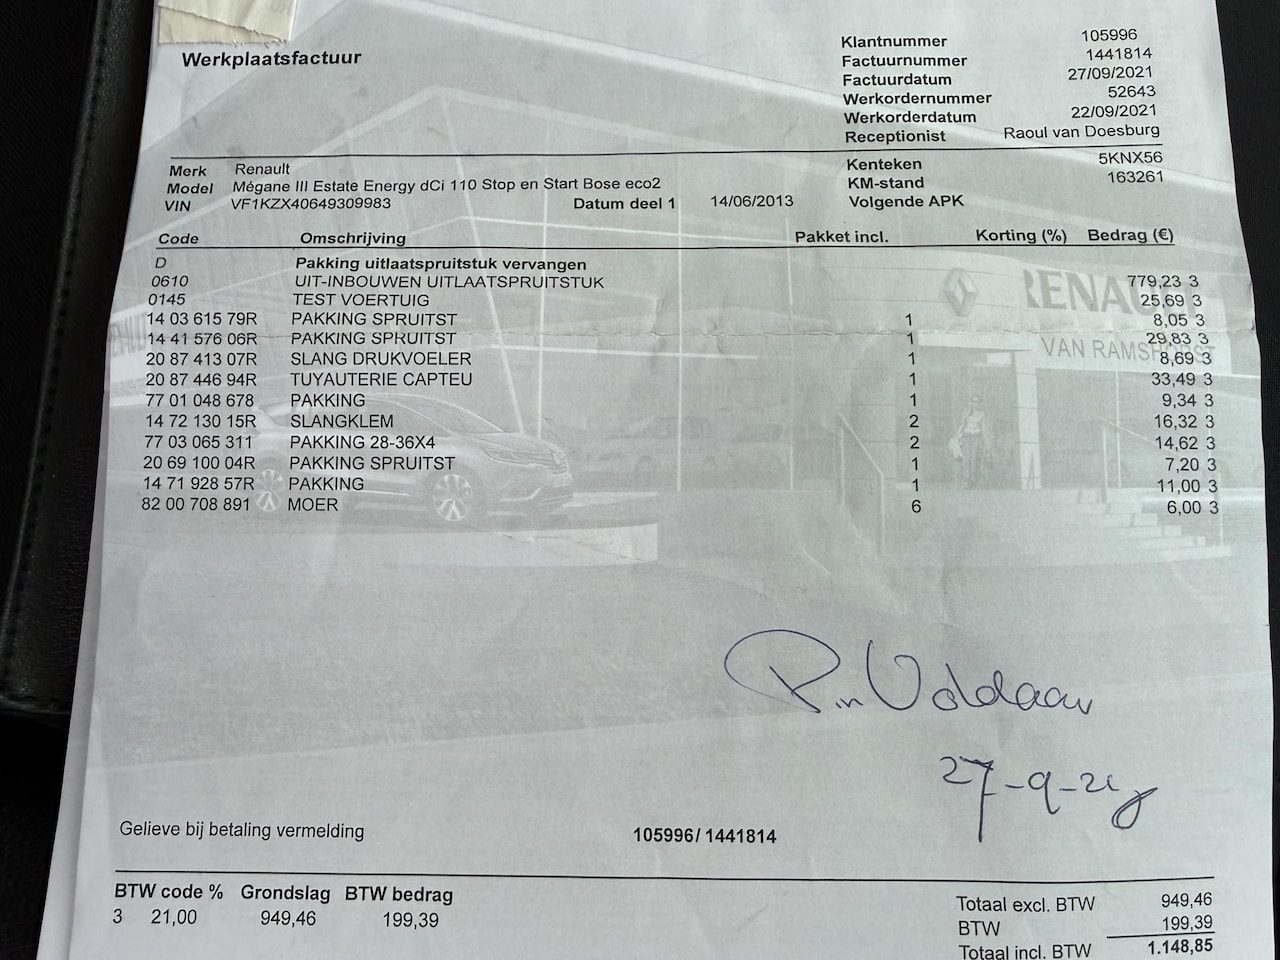 Werkplaatsfactuur
Klantnummer 105996
Factuurnummer 1441814
Factuurdatum 27/09/2021
Werkordernummer 52643
Werkorderdatum 22/09/2021
Receptionist Raoul van Doesburg
Merk Renault Kenteken 5KNX56
Model Mégane III Estate Energy dCi 110 Stop en Start Bose eco2 KM-stand 163261
VIN VF1KZX40649309983 Datum deel 1 14/06/2013 Volgende APK
Code Omschrijving Pakket incl. Korting (%) Bedrag (€)
D Pakking uitlaatspruitstuk vervangen
0610 UIT-INBOUWEN UITLAATSPRUITSTUK 779,23 3
0145 TEST VOERTUIG 25,69 3
14 03 615 79R PAKKING SPRUITST 1 8,05 3
14 41 576 06R PAKKING SPRUITST 1 29,83 3
20 87 413 07R SLANG DRUKVOELER 1 8,69 3
20 87 446 94R TUYAUTERIE CAPTEU 1 33,49 3
77 01 048 678 PAKKING 1 9,34 3
14 72 130 15R SLANGKLEM 2 16,32 3
77 03 065 311 PAKKING 28-36X4 2 14,62 3
20 69 100 04R PAKKING SPRUITST 1 7,20 3
14 71 928 57R PAKKING 1 11,00 3
82 00 708 891 MOER 6 6,00 3
RENAULT
VAN RAMSHORST
27-9-21
Gelieve bij betaling vermelding 105996/ 1441814
BTW code % Grondslag BTW bedrag
3 21,00 949,46 199,39
Totaal excl. BTW 949,46
BTW 199,39
Totaal incl. BTW 1.148,85